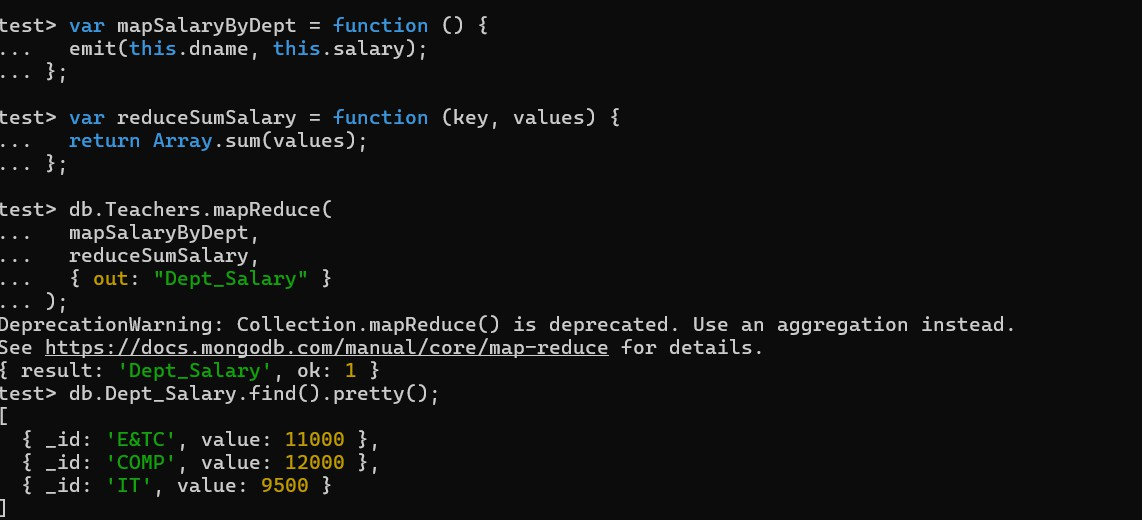 test> var mapSalaryByDept = function () {
...   emit(this.dname, this.salary);
... };
test> var reduceSumSalary = function (key, values) {
...   return Array.sum(values);
... };
test> db.Teachers.mapReduce(
...   mapSalaryByDept,
...   reduceSumSalary,
...   { out: "Dept_Salary" }
... );
DeprecationWarning: Collection.mapReduce() is deprecated. Use an aggregation instead.
See https://docs.mongodb.com/manual/core/map-reduce for details.
{ result: 'Dept_Salary', ok: 1 }
test> db.Dept_Salary.find().pretty();
[
  { _id: 'E&TC', value: 11000 },
  { _id: 'COMP', value: 12000 },
  { _id: 'IT', value: 9500 }
]